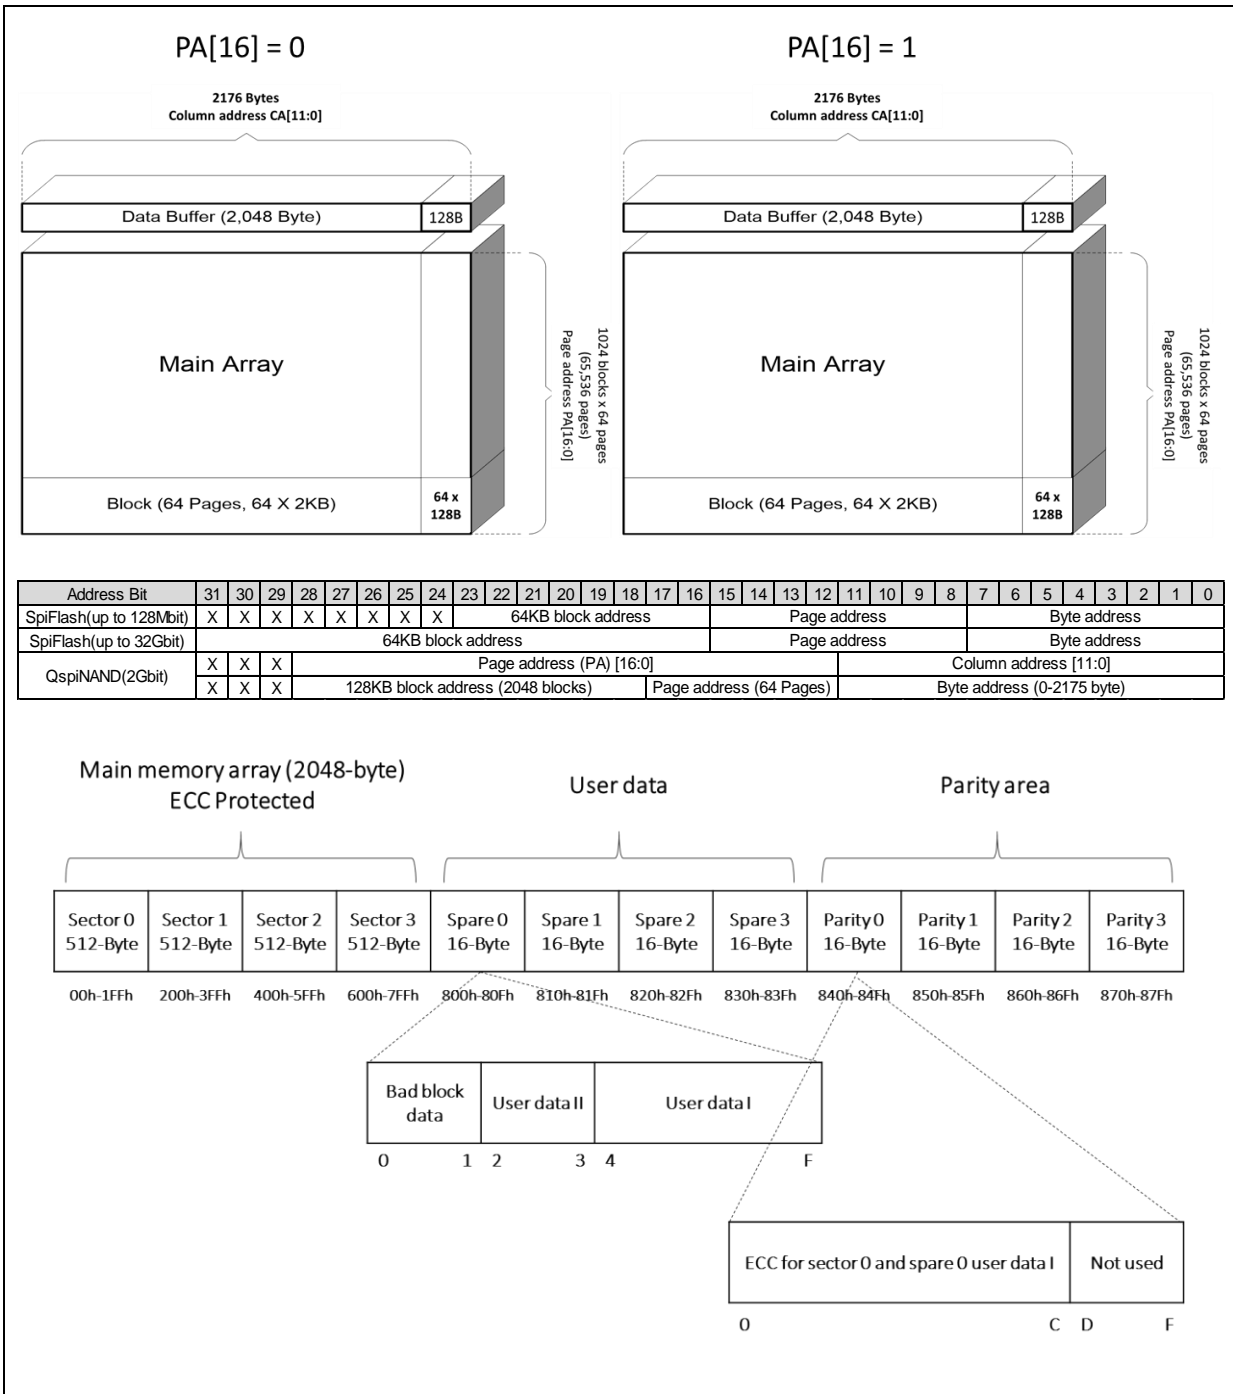 PA[16] = 0
2176 Bytes
Column address CA[11:0]
Data Buffer (2,048 Byte)
128B
Main Array
Block (64 Pages, 64 X 2KB)
64 x
128B
1024 blocks x 64 pages
(65,536 pages)
Page address PA[16:0]
PA[16] = 1
2176 Bytes
Column address CA[11:0]
Data Buffer (2,048 Byte)
128B
Main Array
Block (64 Pages, 64 X 2KB)
64 x
128B
1024 blocks x 64 pages
(65,536 pages)
Page address PA[16:0]
Address Bit 31 30 29 28 27 26 25 24 23 22 21 20 19 18 17 16 15 14 13 12 11 10 9 8 7 6 5 4 3 2 1 0
SpiFlash(up to 128Mbit) X X X X X X X X 64KB block address Page address Byte address
SpiFlash(up to 32Gbit) 64KB block address Page address Byte address
QspiNAND(2Gbit)
X X X Page address (PA) [16:0] Column address [11:0]
X X X 128KB block address (2048 blocks) Page address (64 Pages) Byte address (0-2175 byte)
Main memory array (2048-byte)
ECC Protected
User data
Parity area
Sector 0 Sector 1 Sector 2 Sector 3 Spare 0 Spare 1 Spare 2 Spare 3 Parity 0 Parity 1 Parity 2 Parity 3
512-Byte 512-Byte 512-Byte 512-Byte 16-Byte 16-Byte 16-Byte 16-Byte 16-Byte 16-Byte 16-Byte 16-Byte
00h-1FFh 200h-3FFh 400h-5FFh 600h-7FFh 800h-80Fh 810h-81Fh 820h-82Fh 830h-83Fh 840h-84Fh 850h-85Fh 860h-86Fh 870h-87Fh
Bad block
data
User data II
User data I
0 1 2 3 4 F
ECC for sector 0 and spare 0 user data I
Not used
0 C D F